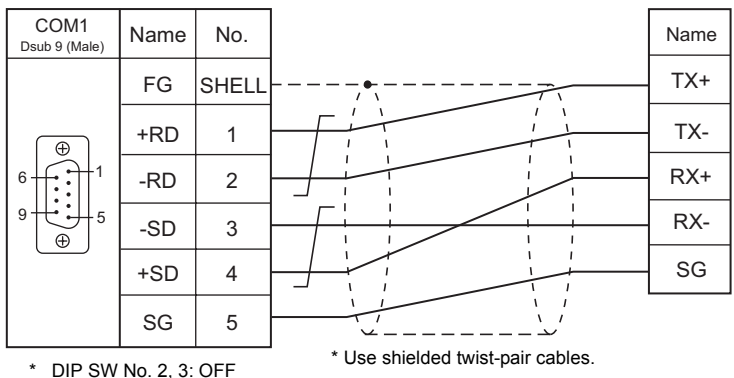 COM1
Dsub 9 (Male)
Name No.
Name
FG SHELL
TX+
+RD 1
TX-
-RD 2
RX+
-SD 3
RX-
+SD 4
SG
SG 5
6
1
9
5
* DIP SW No. 2, 3: OFF
* Use shielded twist-pair cables.